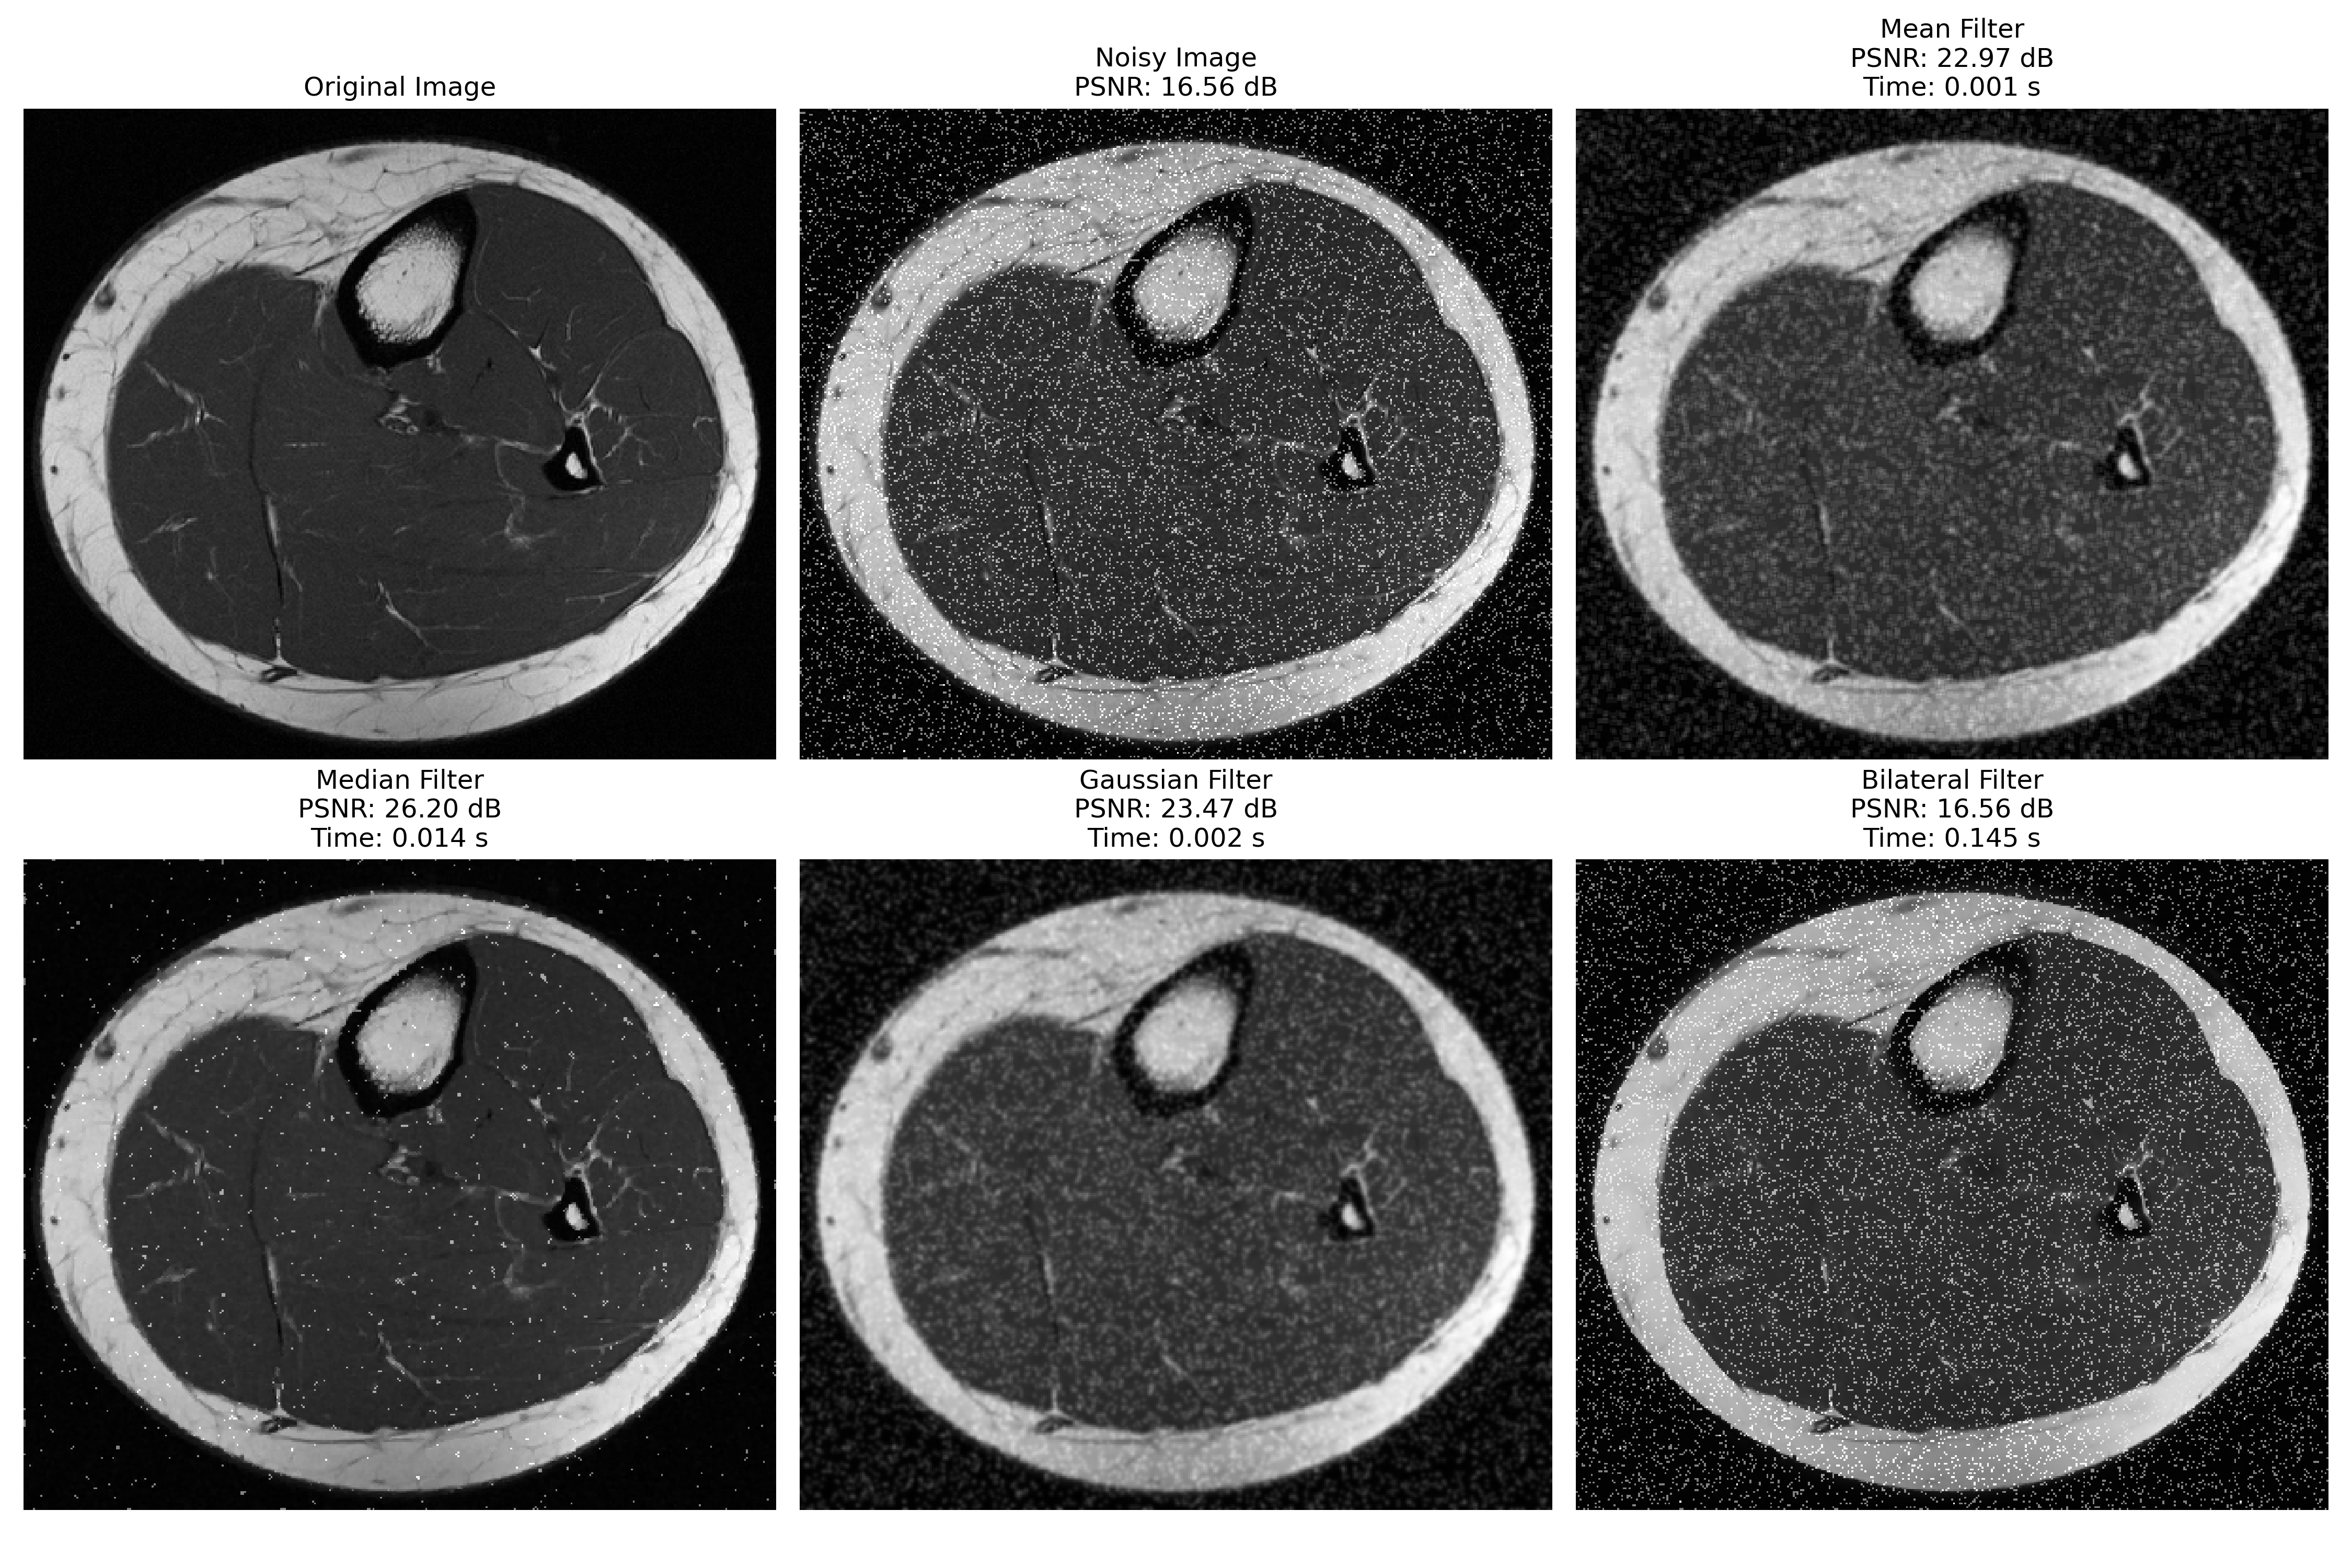 Original Image
Noisy Image
PSNR: 16.56 dB
Mean Filter
PSNR: 22.97 dB
Time: 0.001 s
Median Filter
PSNR: 26.20 dB
Time: 0.014 s
Gaussian Filter
PSNR: 23.47 dB
Time: 0.002 s
Bilateral Filter
PSNR: 16.56 dB
Time: 0.145 s